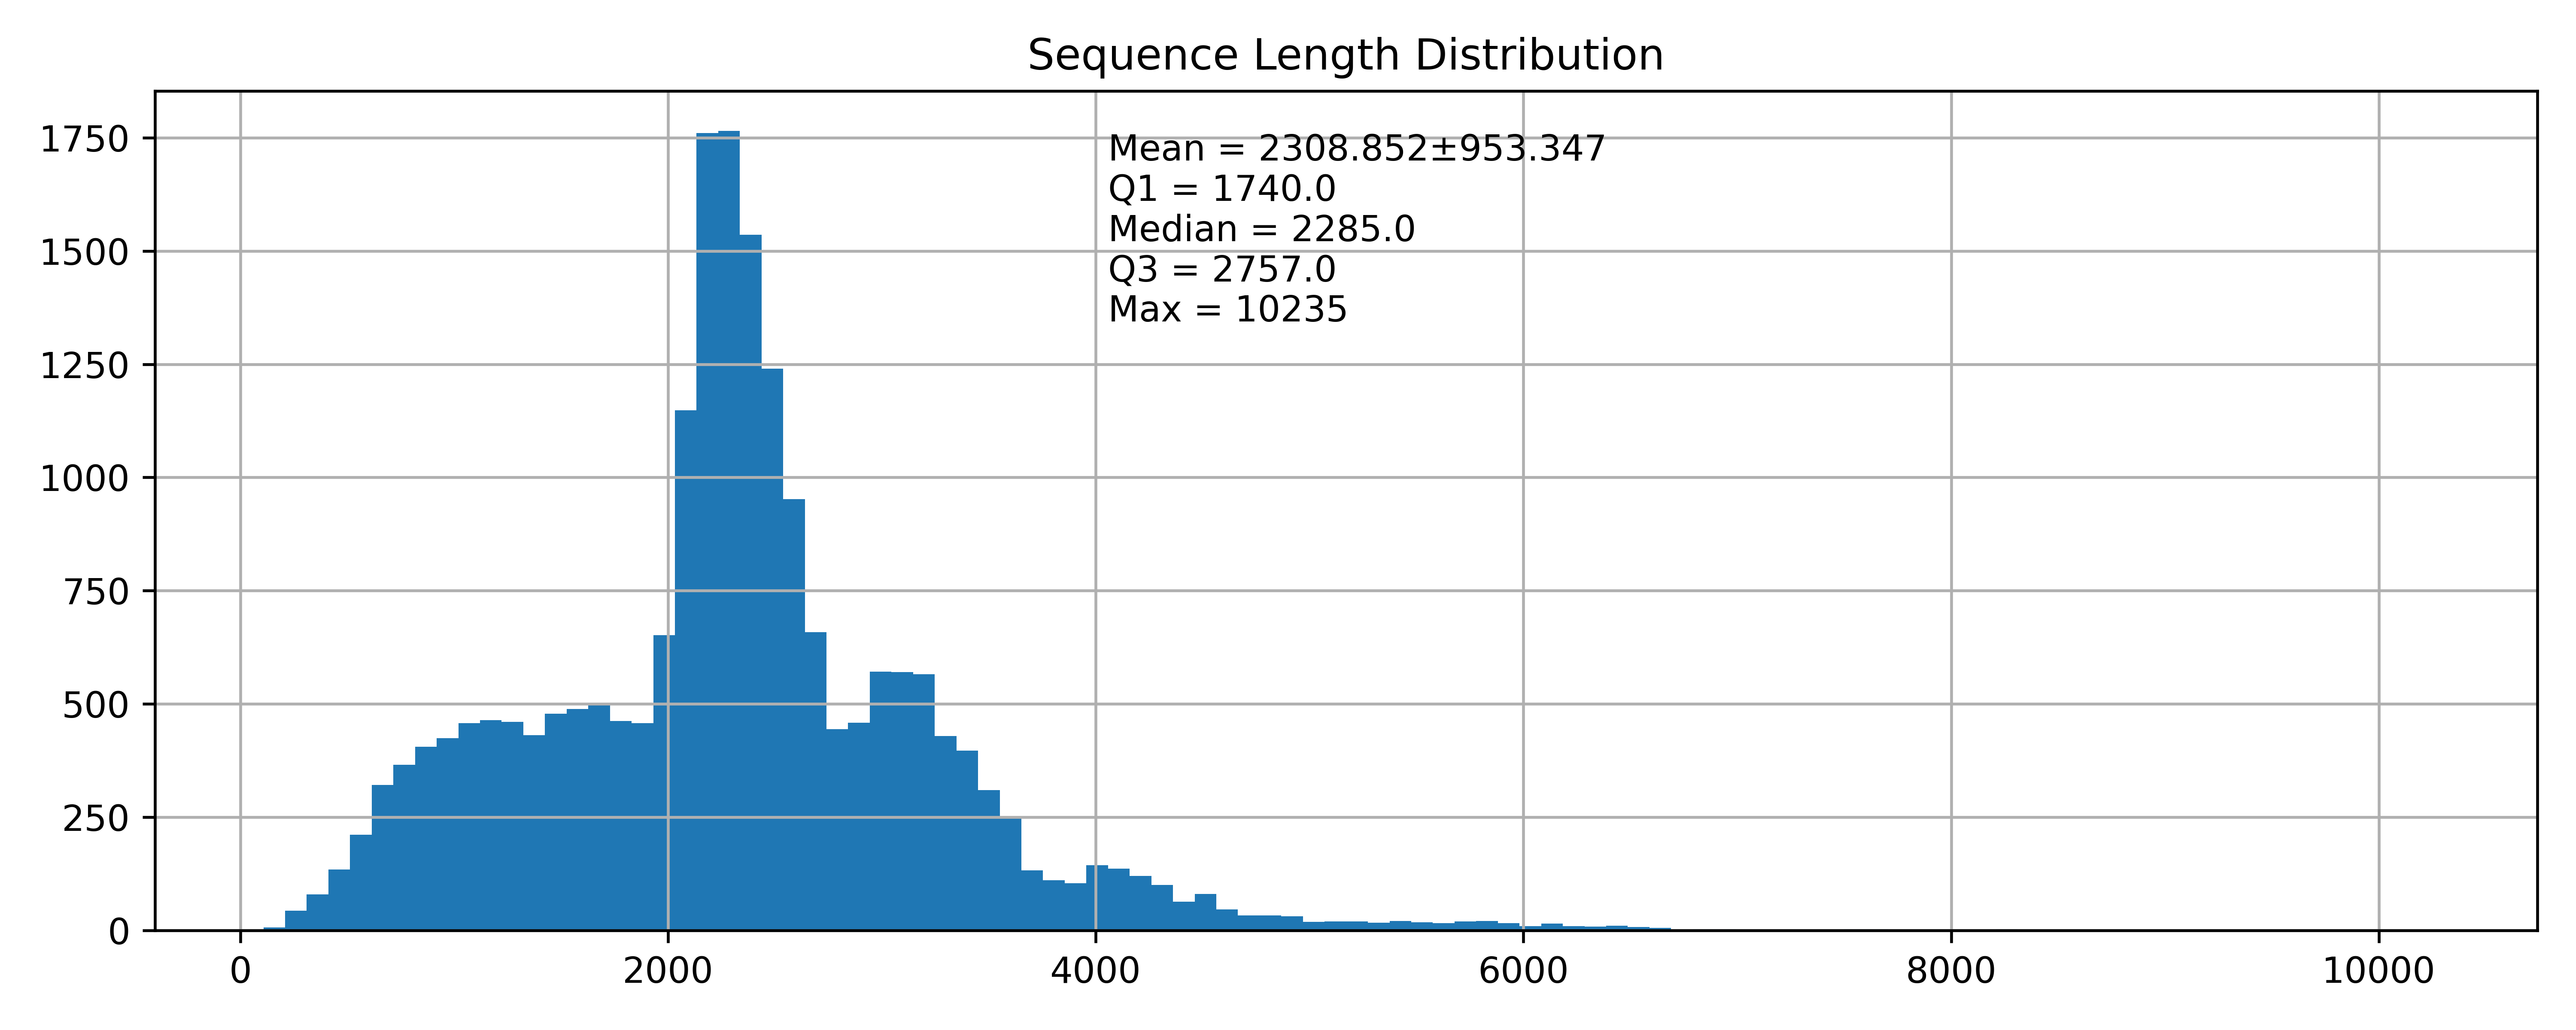 Sequence Length Distribution
1750
1500
1250
1000
750
500
250
0
Mean = 2308.852±953.347
Q1 = 1740.0
Median = 2285.0
Q3 = 2757.0
Max = 10235
0 2000 4000 6000 8000 10000